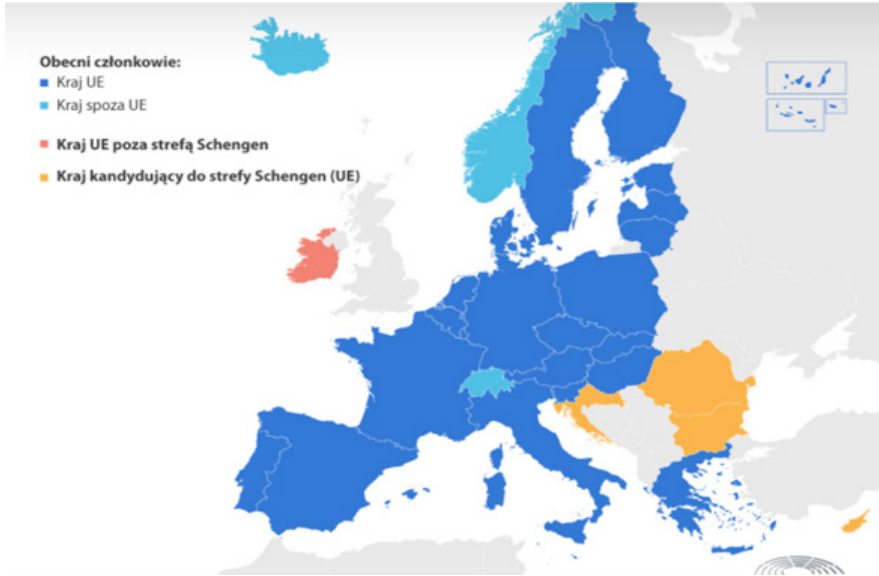 Obecni członkowie:
Kraj UE
Kraj spoza UE
Kraj UE poza strefą Schengen
Kraj kandydujący do strefy Schengen (UE)